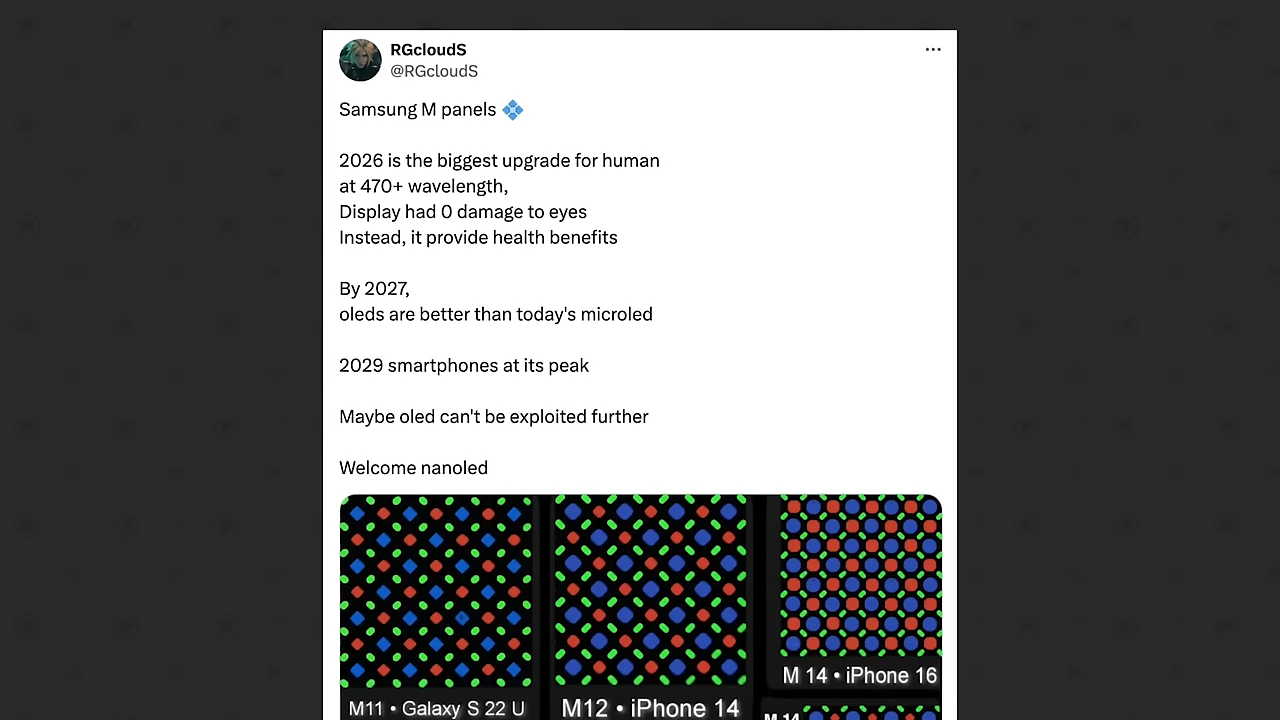 RGcloudS
@RGcloudS
Samsung M panels 💠
2026 is the biggest upgrade for human
at 470+ wavelength,
Display had 0 damage to eyes
Instead, it provide health benefits
By 2027,
oleds are better than today's microled
2029 smartphones at its peak
Maybe oled can't be exploited further
Welcome nanoled
M 14 • iPhone 16
M11 • Galaxy S 22 U
M12 • iPhone 14
M 14